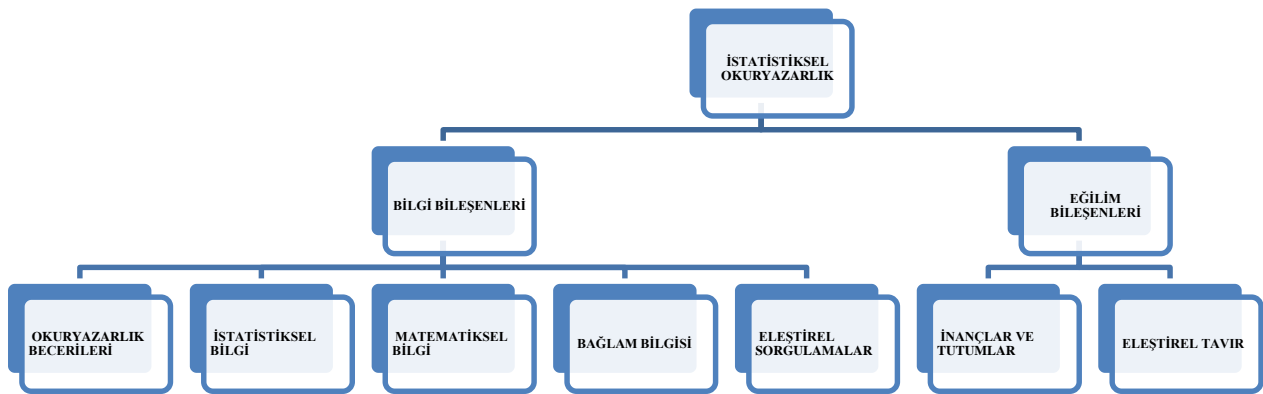 İSTATİSTİKSEL
OKURYAZARLIK
BİLGİ BİLEŞENLERİ
EĞİLİM
BİLEŞENLERİ
OKURYAZARLIK
BECERİLERİ
İSTATİSTİKSEL
BİLGİ
MATEMATİKSEL
BİLGİ
BAĞLAM BİLGİSİ
ELEŞTİREL
SORGULAMALAR
İNANÇLAR VE
TUTUMLAR
ELEŞTİREL TAVIR